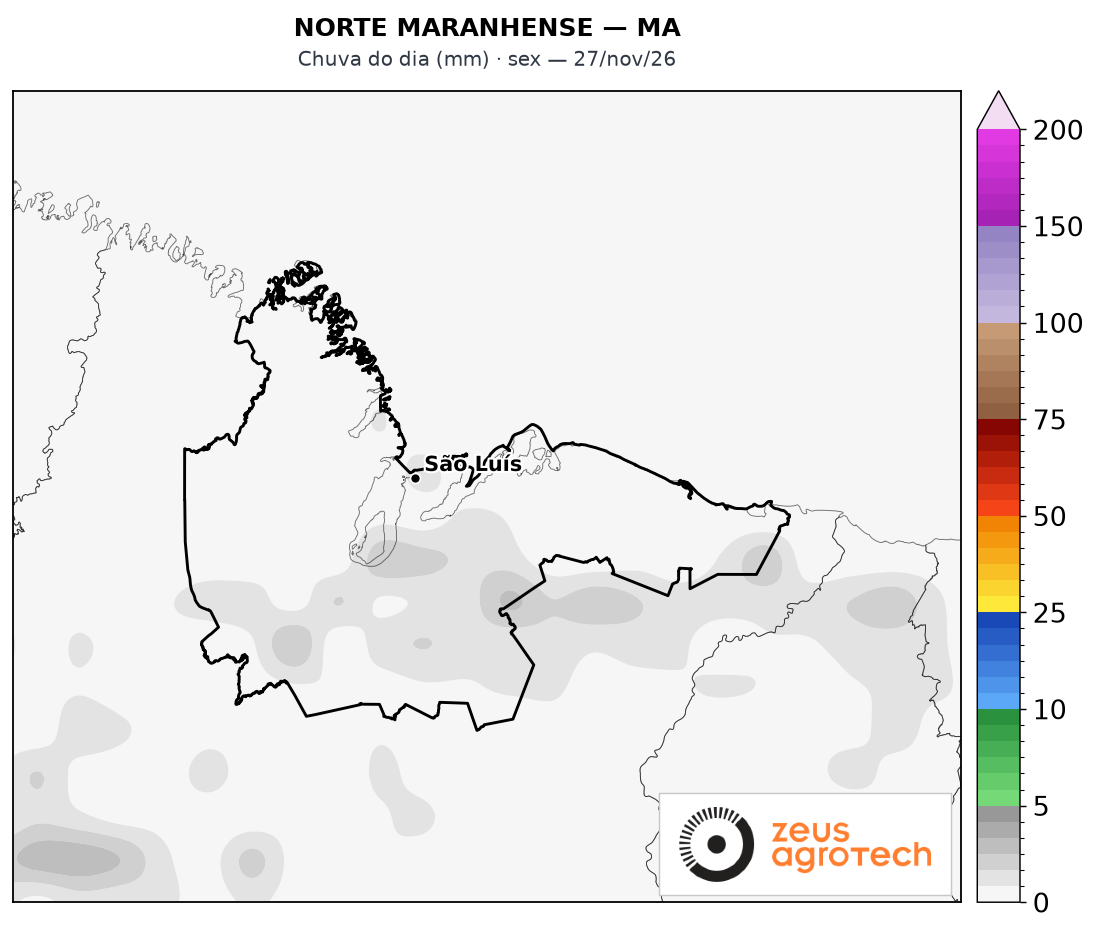 NORTE MARANHENSE — MA
Chuva do dia (mm) · sex — 27/nov/26
200
150
100
75
50
25
10
5
0
São Luís
zeus
agrotech